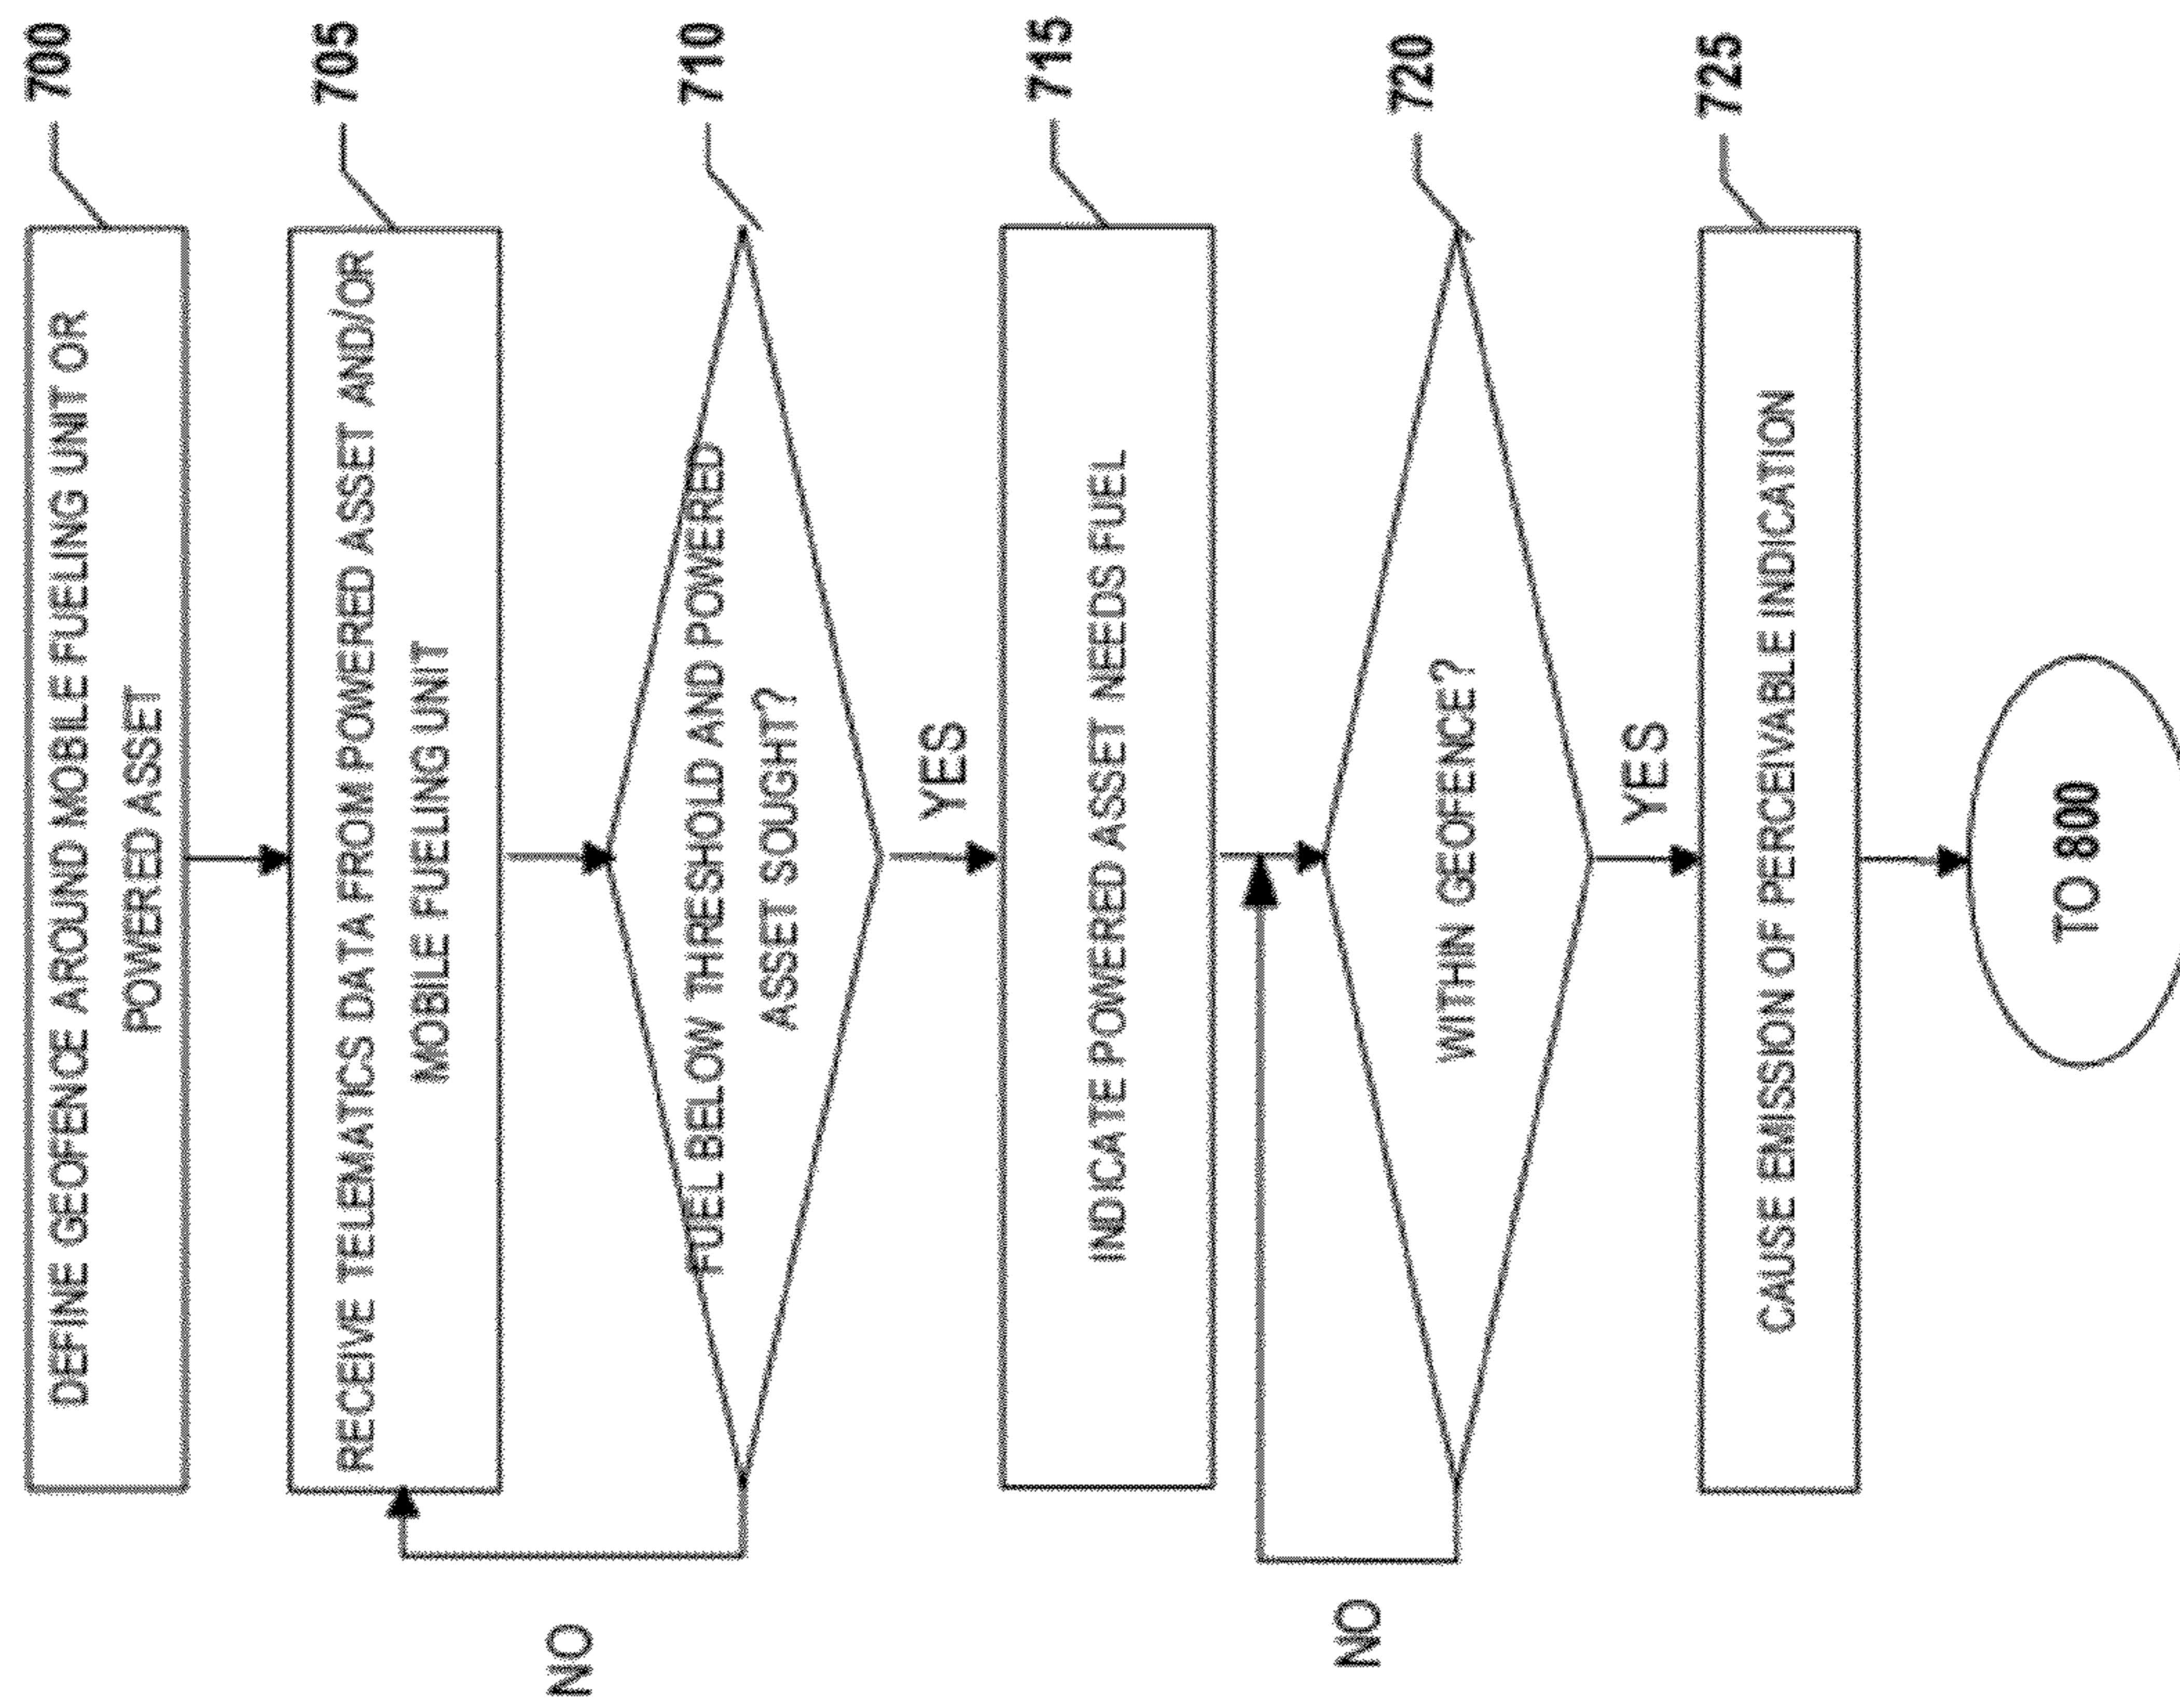 DEFINE GEOFENCE AROUND MOBILE FUELING UNIT OR
POWERED ASSET
700
RECEIVE TELEMATICS DATA FROM POWERED ASSET AND/OR
MOBILE FUELING UNIT
705
FUEL BELOW THRESHOLD AND POWERED
ASSET SOUGHT?
710
NO
YES
INDICATE POWERED ASSET NEEDS FUEL
715
WITHIN GEOFENCE?
720
NO
YES
CAUSE EMISSION OF PERCEIVABLE INDICATION
725
TO 800